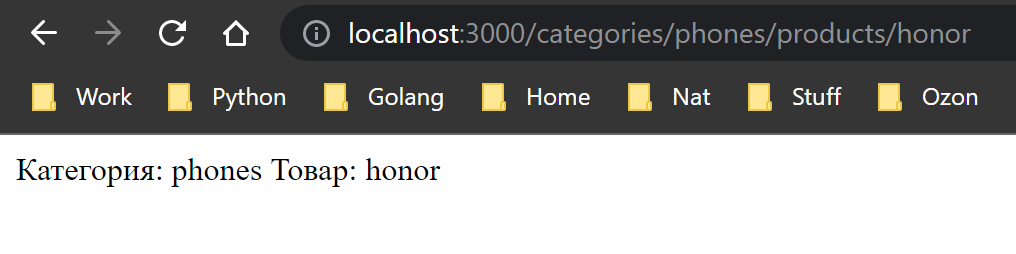 localhost:3000/categories/phones/products/honor
Work Python Golang Home Nat Stuff Ozon
Категория: phones Товар: honor